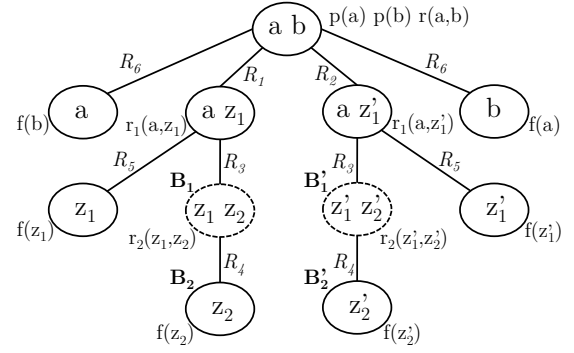 a b p(a) p(b) r(a,b)
R₆ R₁ R₂ R₆
a a z₁ a z'₁ b
f(b) r₁(a,z₁) r₁(a,z'₁) f(a)
R₅ R₃ R₃ R₅
B₁ B'₁
z₁ z₁ z₂ z'₁ z'₂ z'₁
f(z₁) r₂(z₁,z₂) r₂(z'₁,z'₂) f(z'₁)
R₄ R₄
B₂ B'₂
z₂ z'₂
f(z₂) f(z'₂)